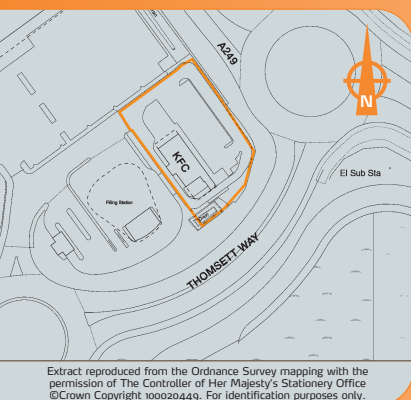 A249
N
KFC
El Sub Sta
Filling Station
THOMSETT WAY
Extract reproduced from the Ordnance Survey mapping with the
permission of The Controller of Her Majesty's Stationery Office
©Crown Copyright 100020449. For identification purposes only.